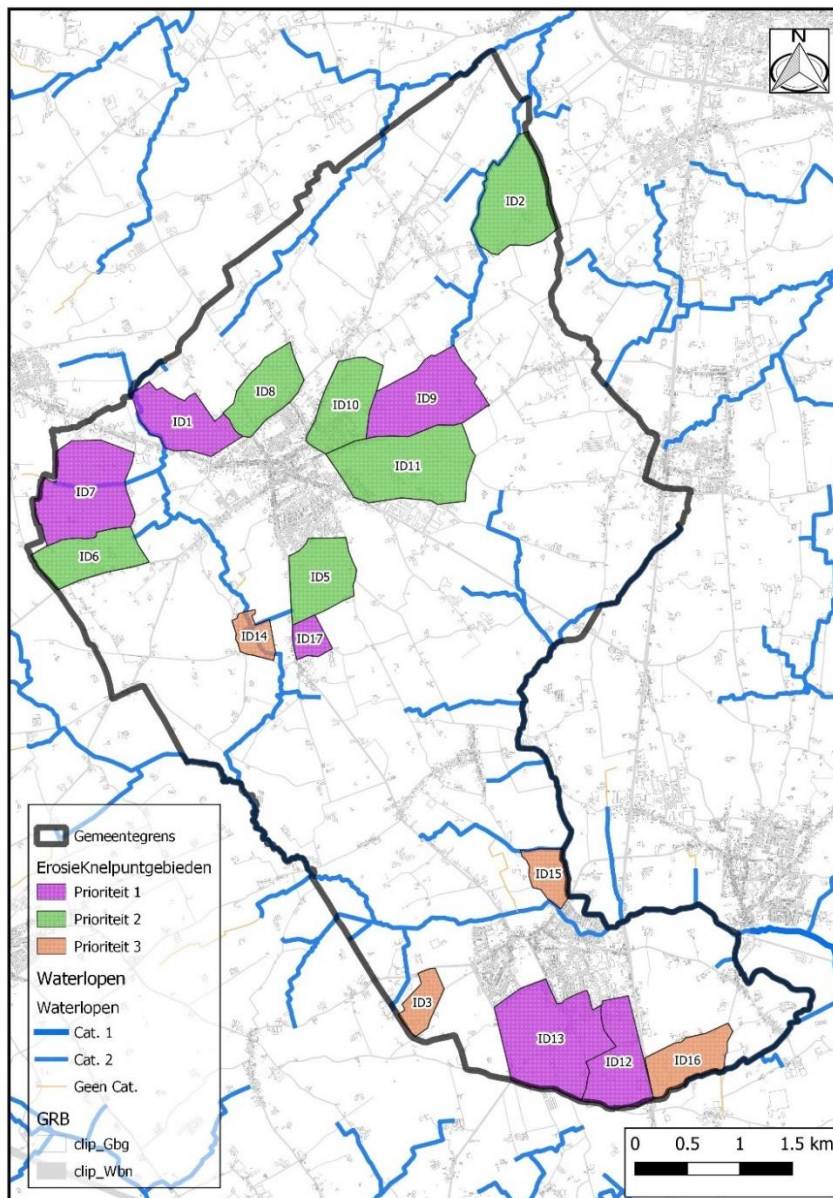 N
ID2
ID8
ID10
ID9
ID1
ID11
ID7
ID6
ID5
ID14
ID17
ID15
ID3
ID13
ID12
ID16
Gemeentegrens
ErosieKnelpuntgebieden
Prioriteit 1
Prioriteit 2
Prioriteit 3
Waterlopen
Waterlopen
Cat. 1
Cat. 2
Geen Cat.
GRB
clip_Gbg
clip_Wbn
0 0.5 1 1.5 km